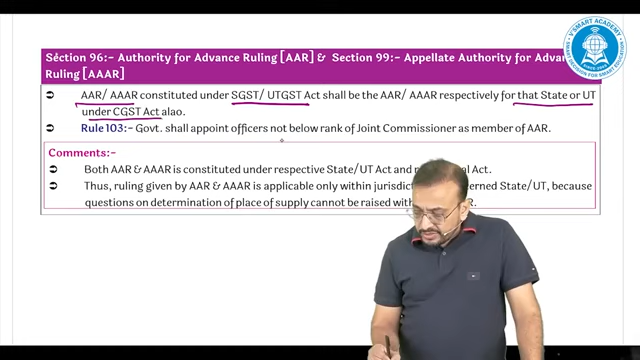 Section 96:- Authority for Advance Ruling [AAR] & Section 99:- Appellate Authority for Advan
Ruling [AAAR]
AAR/ AAAR constituted under SGST/ UTGST Act shall be the AAR/ AAAR respectively for that State or UT
under CGST Act alao.
Rule 103:- Govt. shall appoint officers not below rank of Joint Commissioner as member of AAR.
Comments:-
Both AAR & AAAR is constituted under respective State/UT Act and al Act.
Thus, ruling given by AAR & AAAR is applicable only within jurisdic erned State/UT, because
questions on determination of place of supply cannot be raised with R.
V SMART ACADEMY